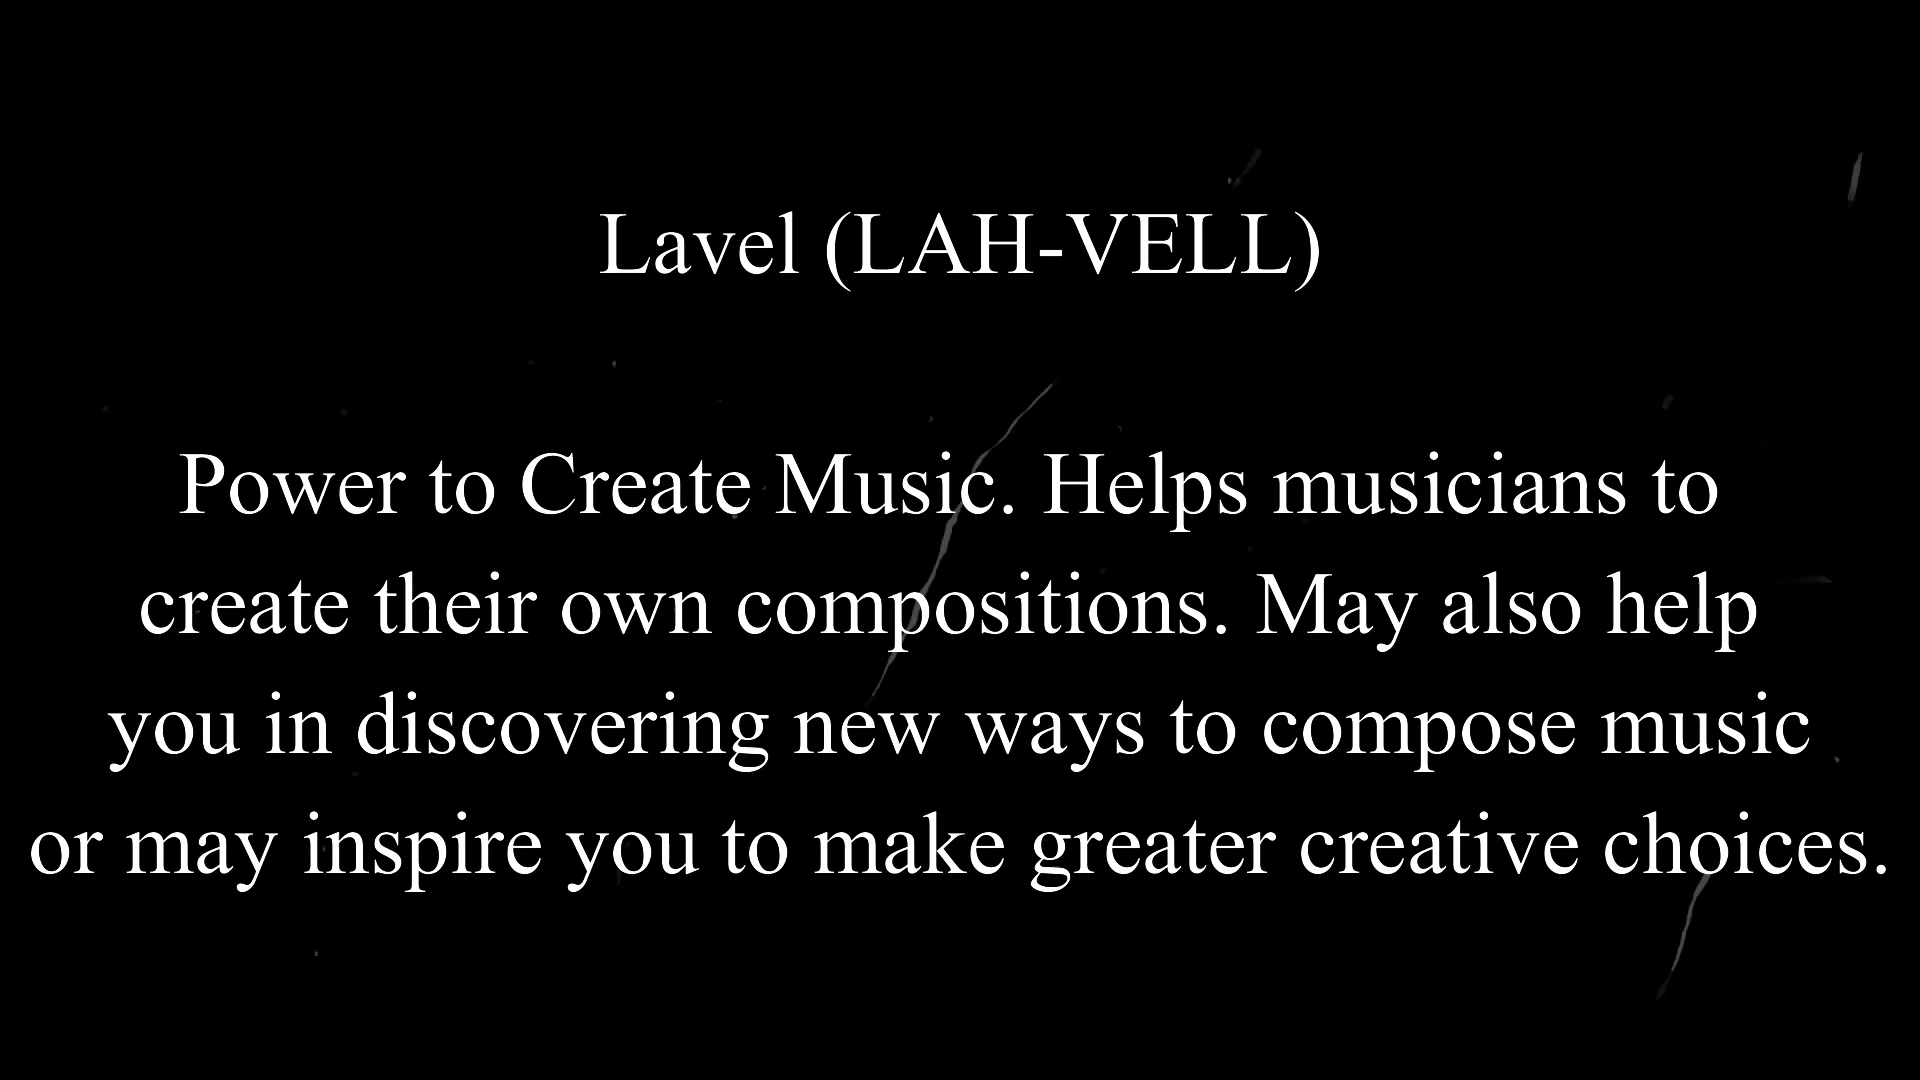 Lavel (LAH-VELL)
Power to Create Music. Helps musicians to
create their own compositions. May also help
you in discovering new ways to compose music
or may inspire you to make greater creative choices.